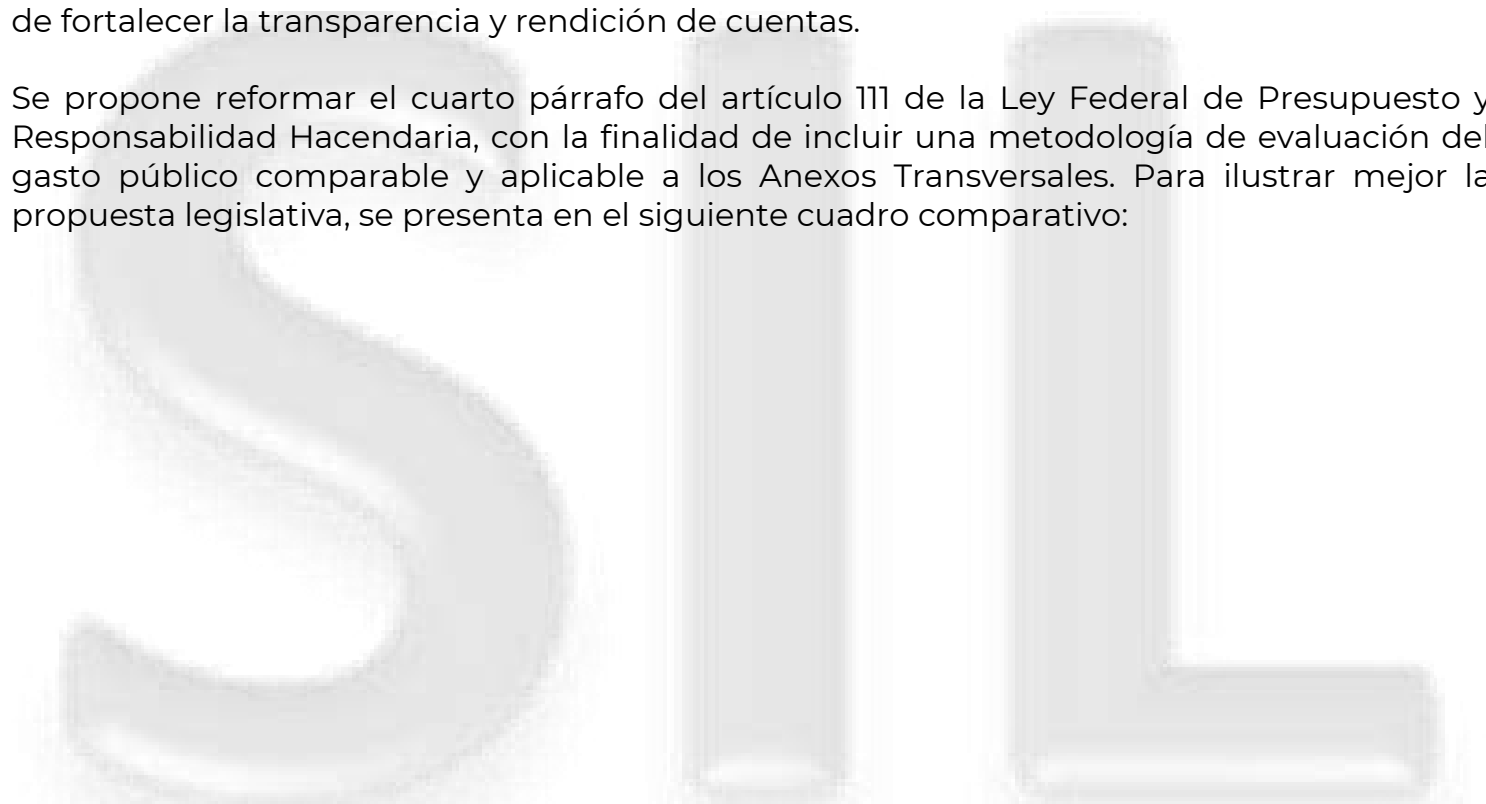 de fortalecer la transparencia y rendición de cuentas.
Se propone reformar el cuarto párrafo del artículo 111 de la Ley Federal de Presupuesto y
Responsabilidad Hacendaria, con la finalidad de incluir una metodología de evaluación del
gasto público comparable y aplicable a los Anexos Transversales. Para ilustrar mejor la
propuesta legislativa, se presenta en el siguiente cuadro comparativo:
SIL